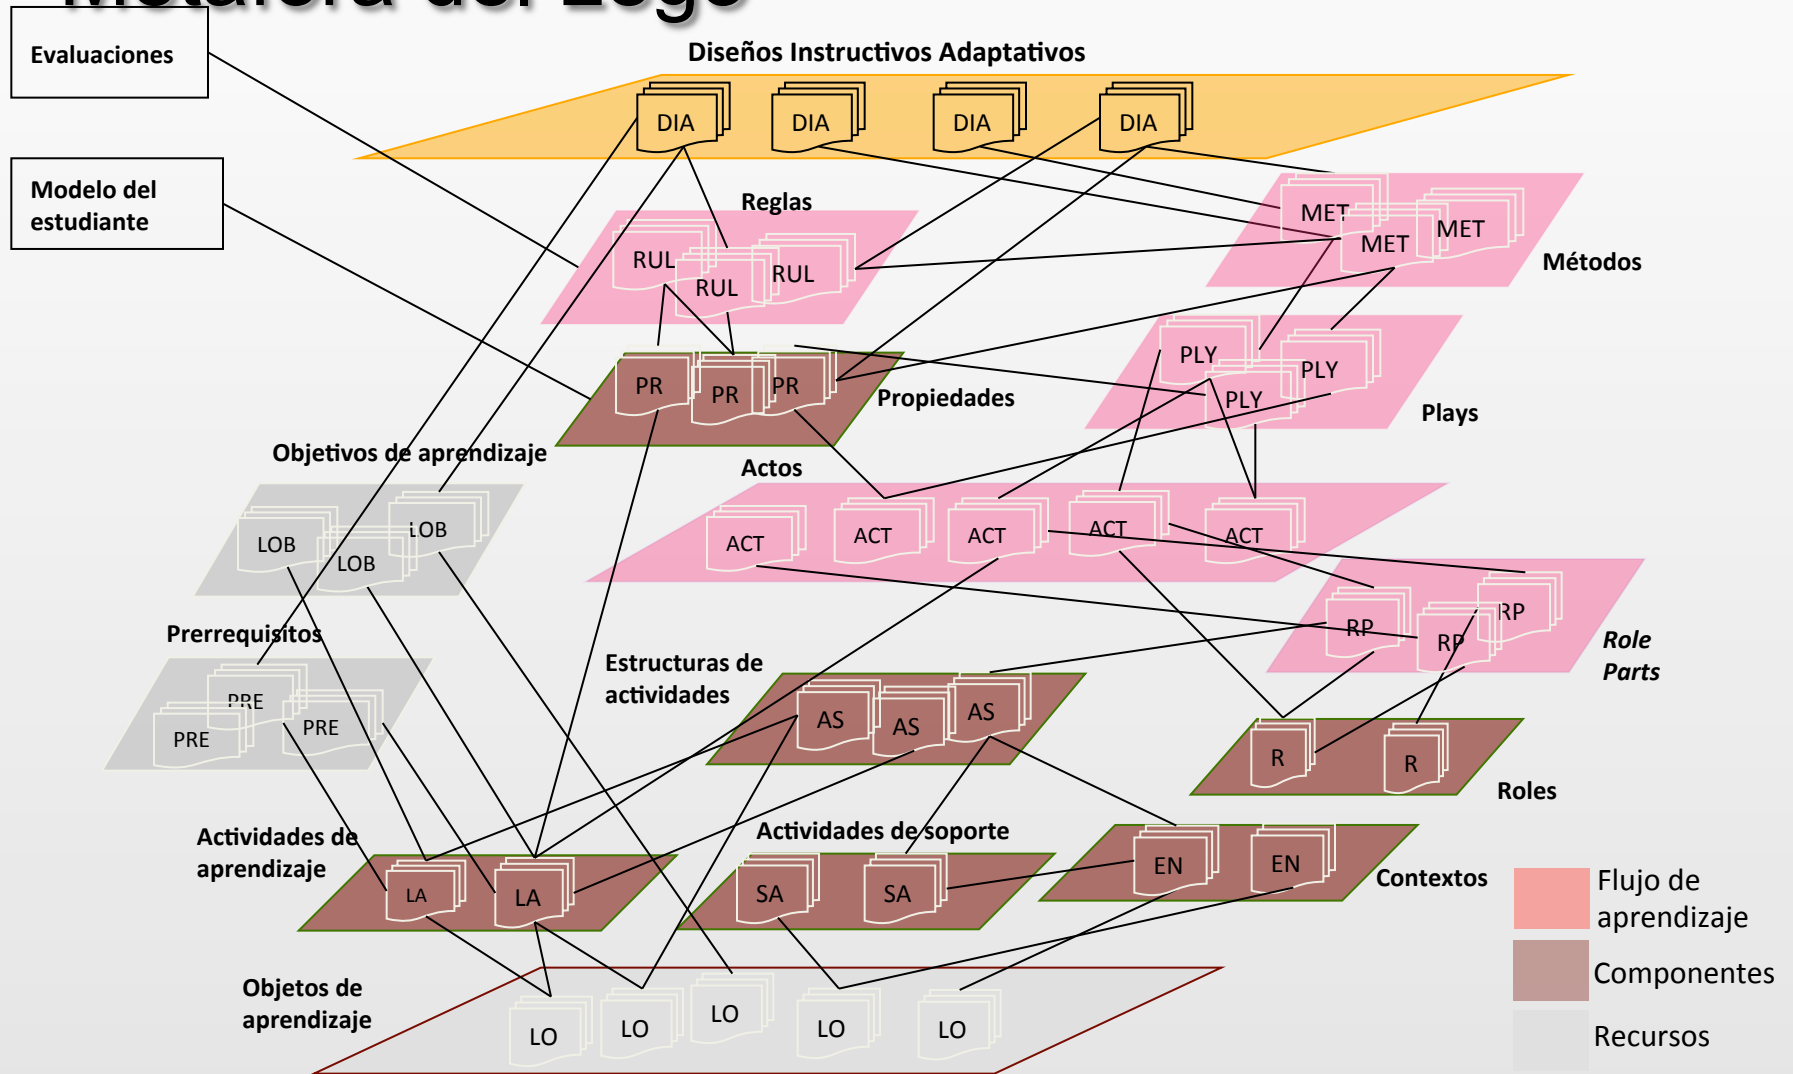 Metáfora del Lego
Evaluaciones
Diseños Instructivos Adaptativos
DIA
DIA
DIA
DIA
Modelo del
estudiante
Reglas
RUL
RUL
RUL
MET
MET
MET
Métodos
PR
PR
PR
Propiedades
PLY
PLY
PLY
Plays
Objetivos de aprendizaje
LOB
LOB
LOB
Actos
ACT
ACT
ACT
ACT
ACT
Prerrequisitos
PRE
PRE
PRE
Estructuras de
actividades
AS
AS
AS
RP
RP
RP
Role
Parts
R
R
Roles
Actividades de
aprendizaje
LA
LA
Actividades de soporte
SA
SA
EN
EN
Contextos
Objetos de
aprendizaje
LO
LO
LO
LO
LO
Flujo de
aprendizaje
Componentes
Recursos